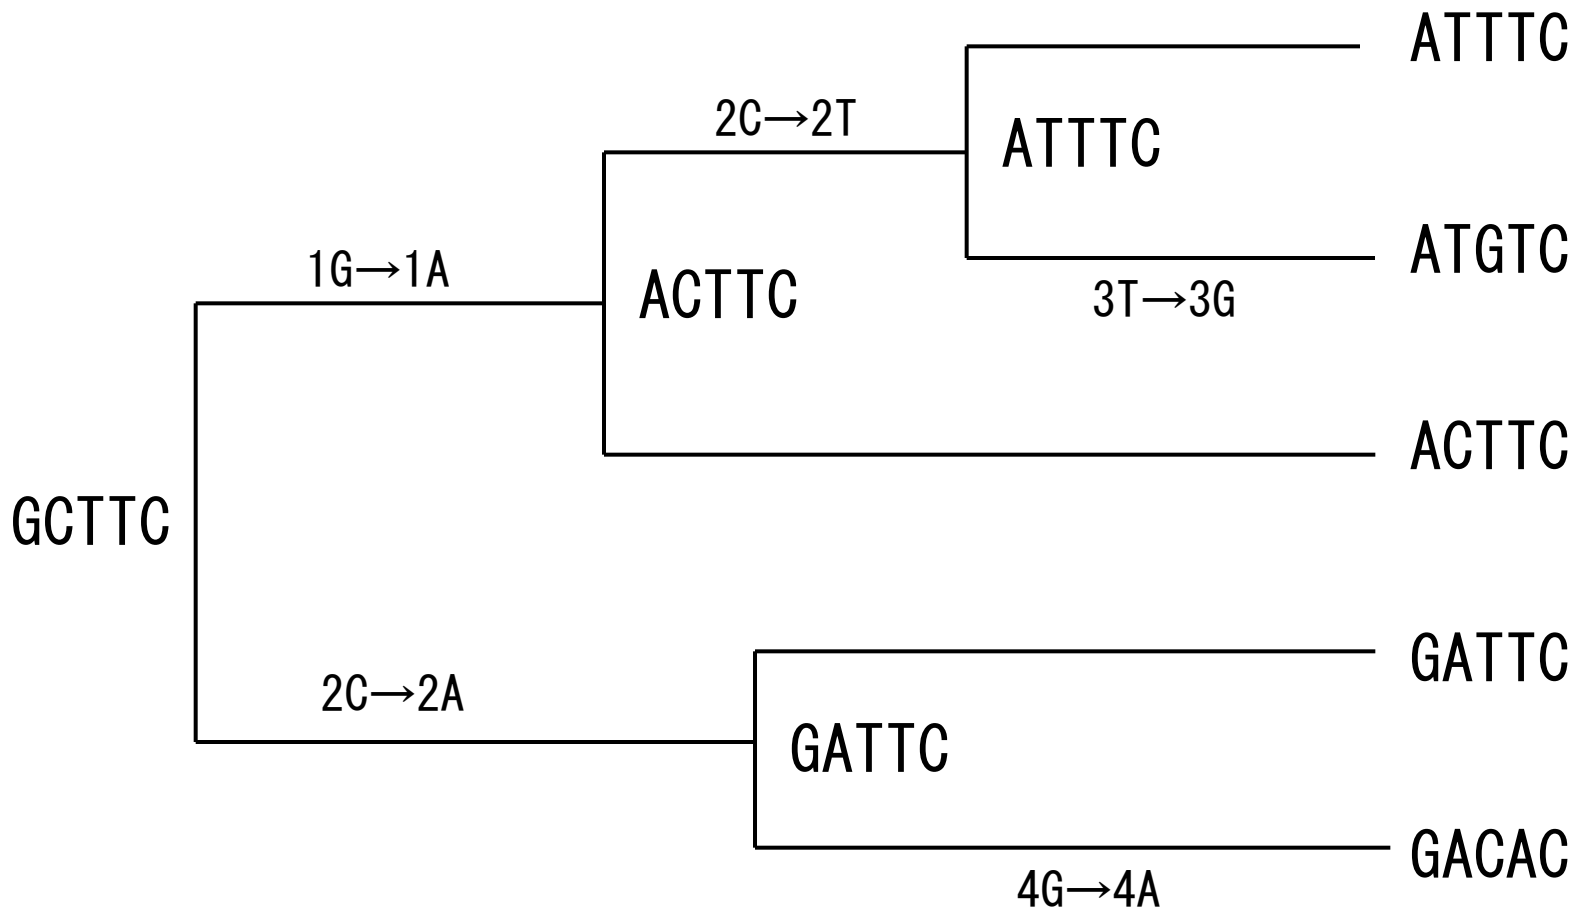 ATTTC
2C→2T
ATTTC
1G→1A
ATGTC
ACTTC
3T→3G
ACTTC
GCTTC
GATTC
2C→2A
GATTC
GACAC
4G→4A